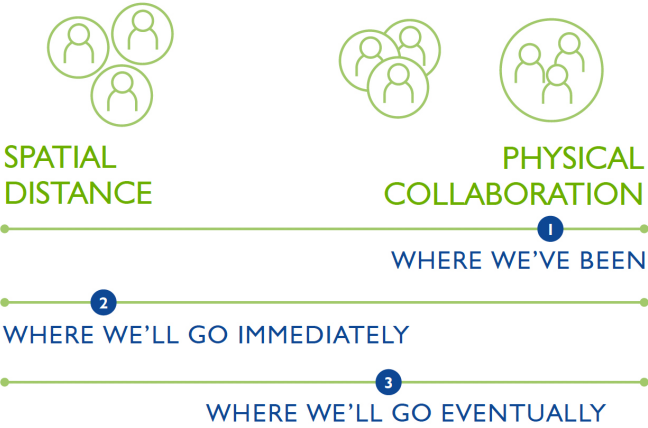 SPATIAL
DISTANCE
PHYSICAL
COLLABORATION
1
WHERE WE'VE BEEN
2
WHERE WE'LL GO IMMEDIATELY
3
WHERE WE'LL GO EVENTUALLY